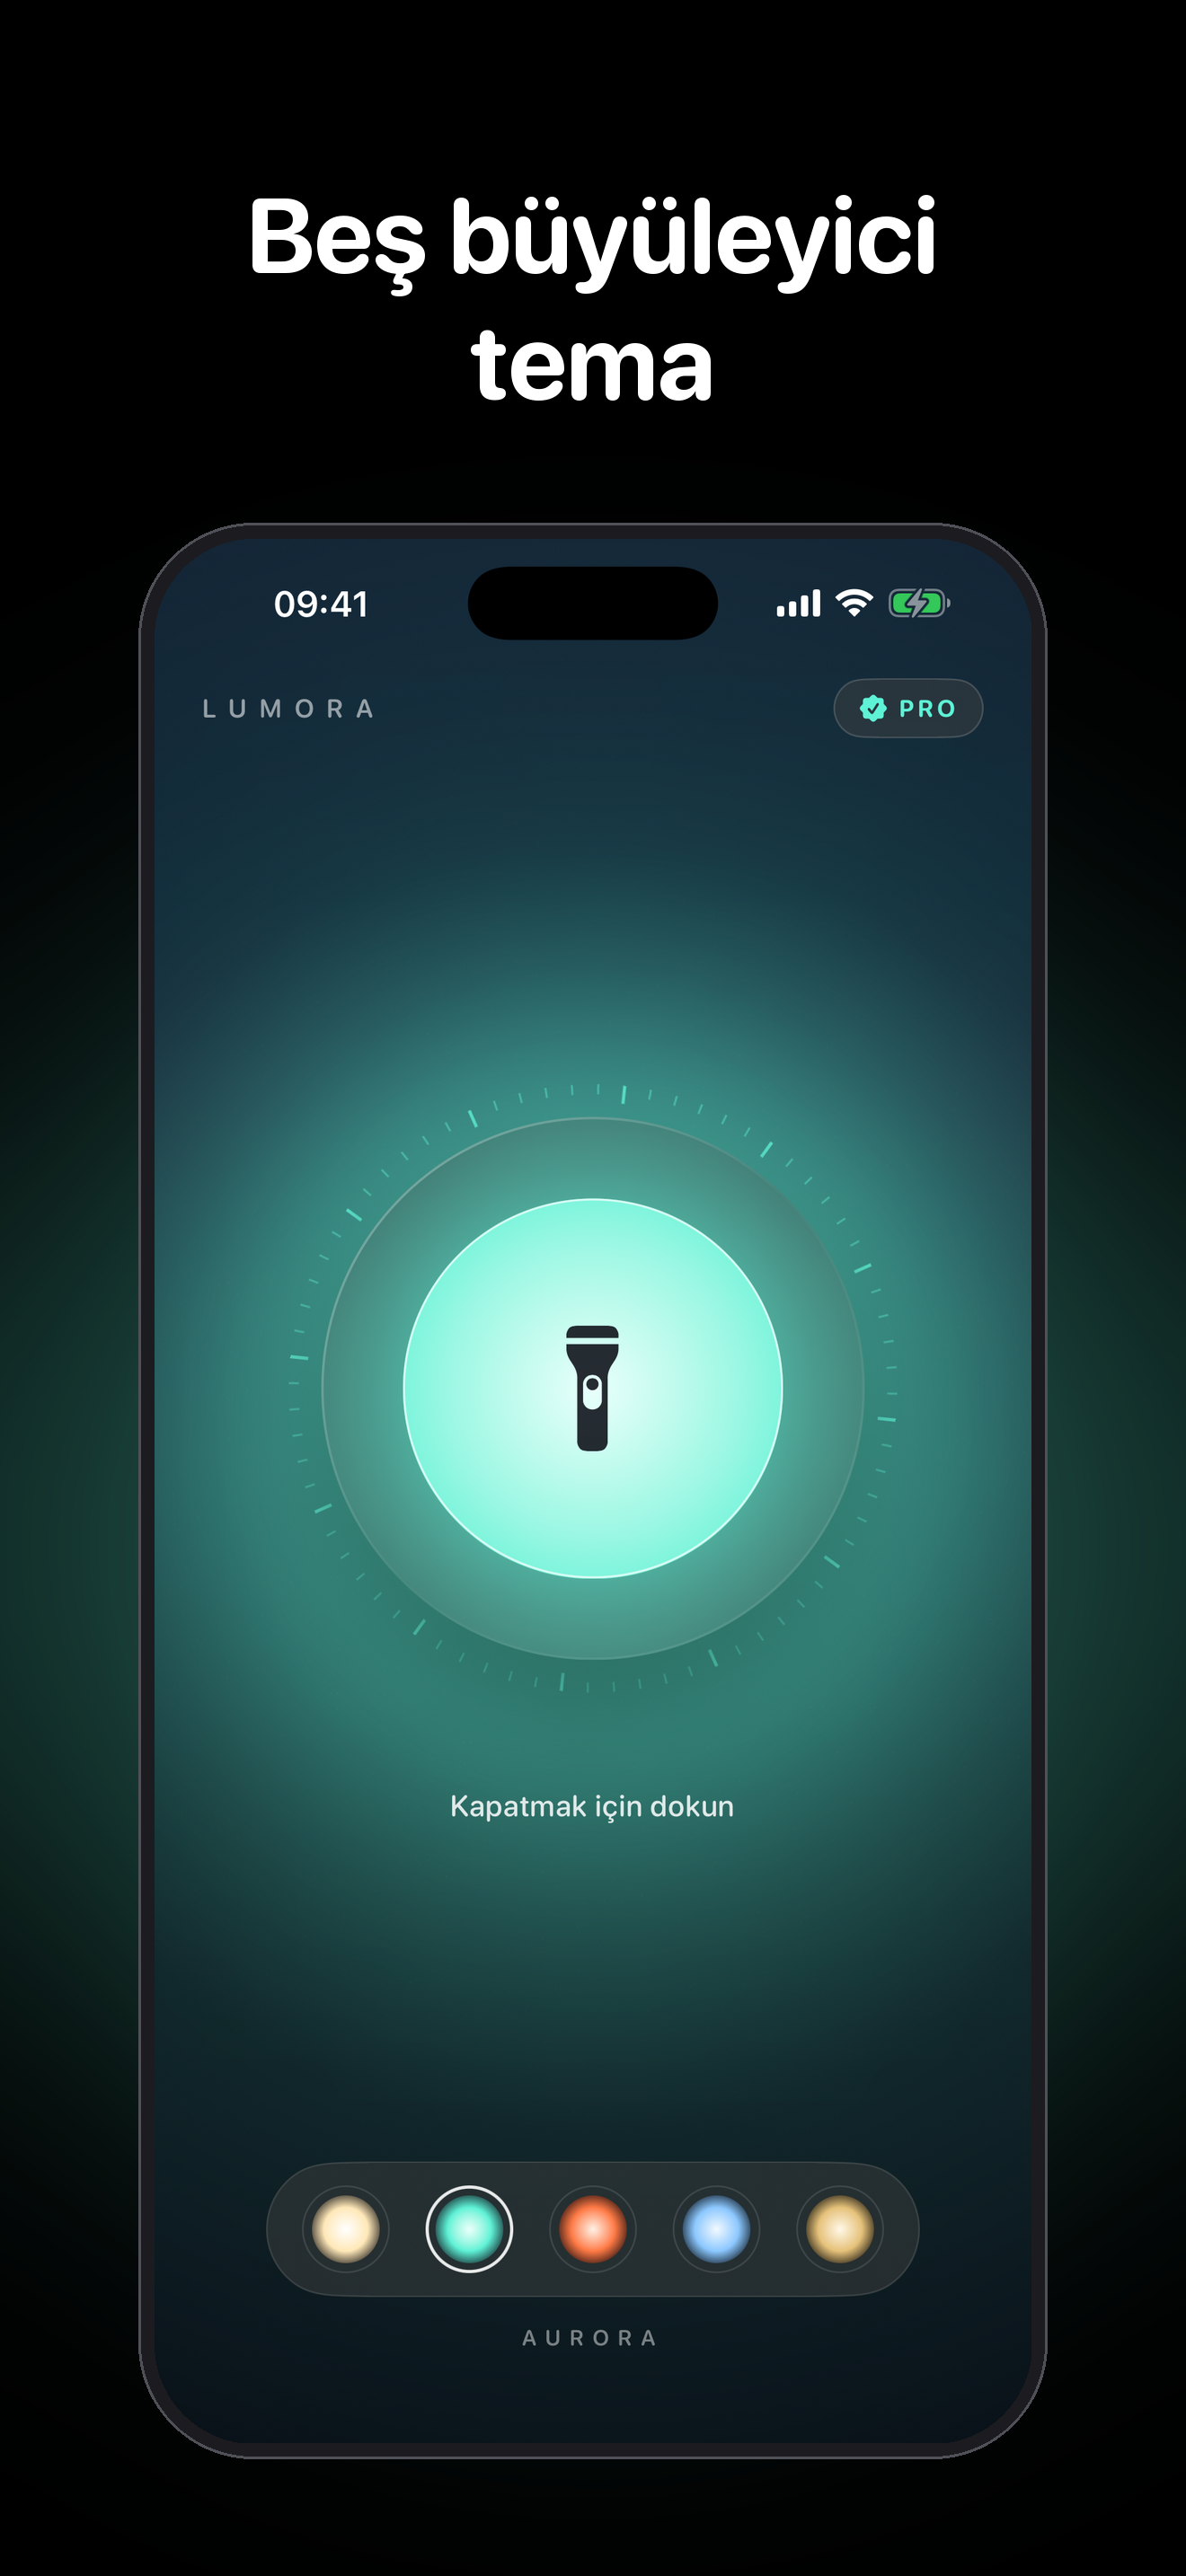 Beş büyüleyici
tema
09:41
LUMORA
PRO
Kapatmak için dokun
AURORA